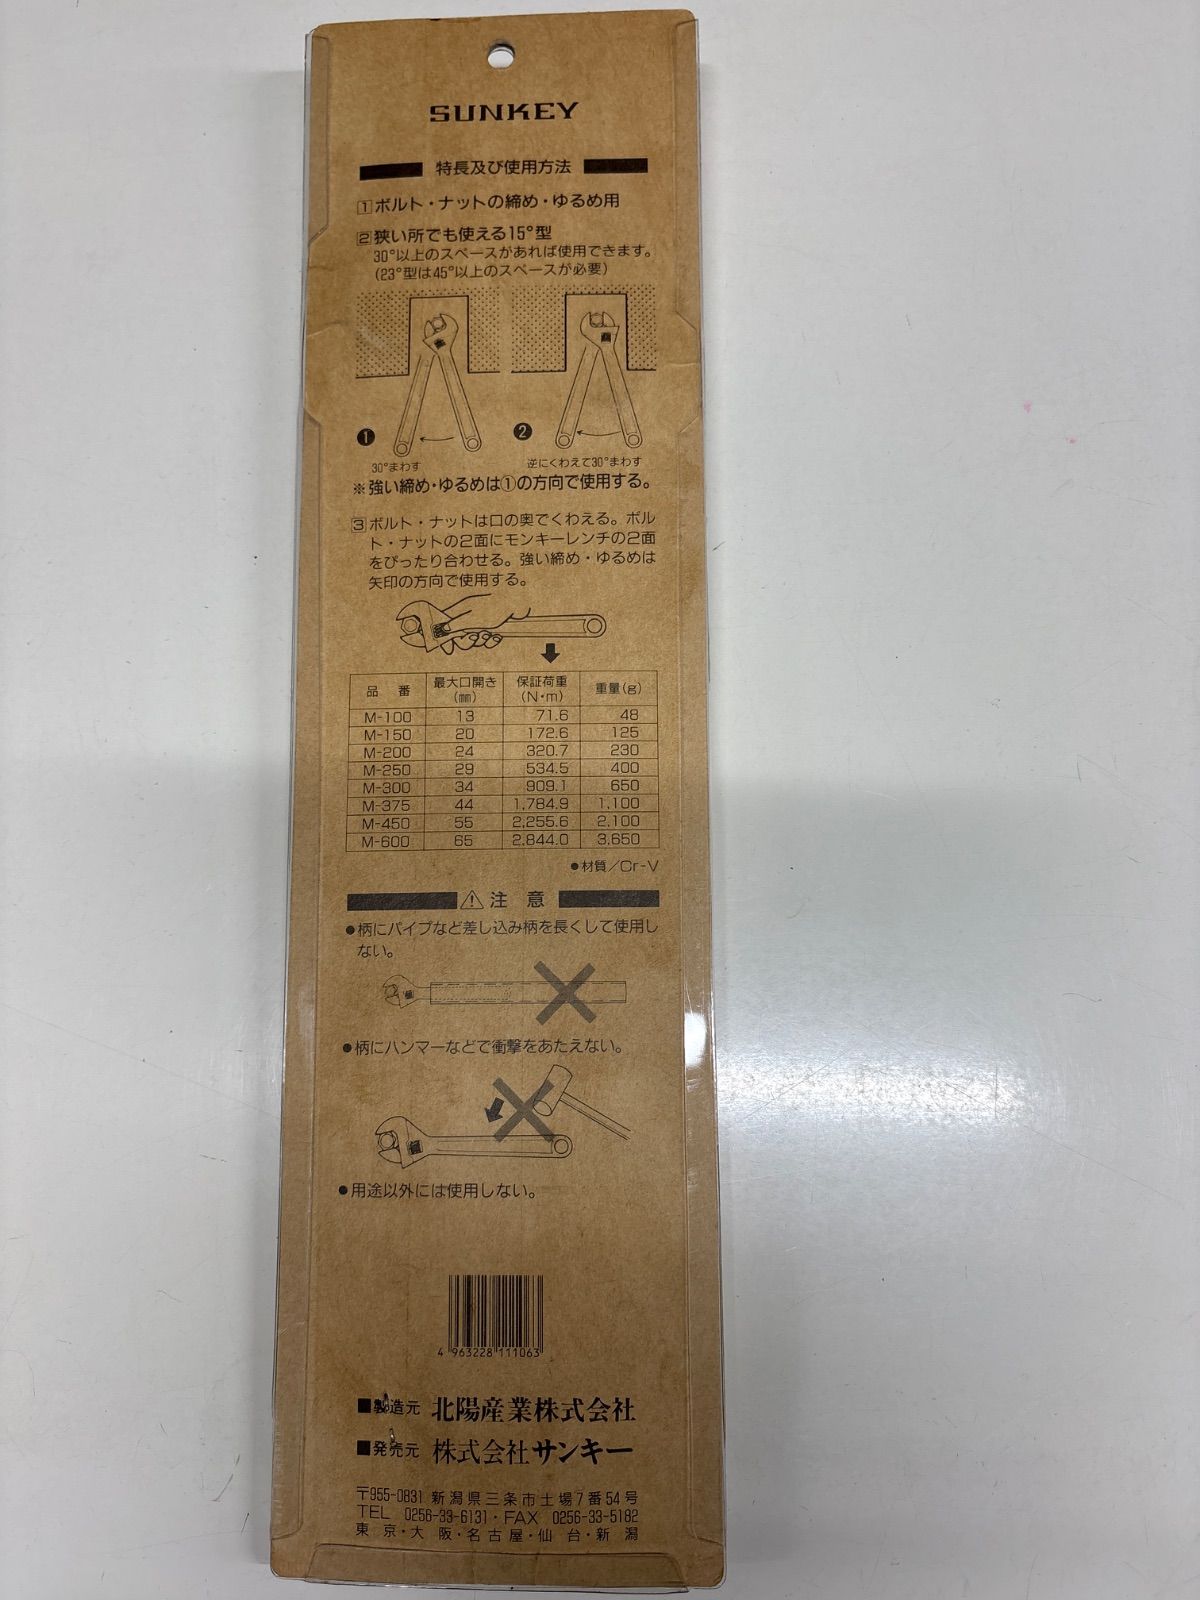 SUNKEY
特長及び使用方法
1 ボルト・ナットの締め・ゆるめ用
2 狭い所でも使える15°型
30°以上のスペースがあれば使用できます。
(23°型は45°以上のスペースが必要)
❶ ❷
30°まわす 逆にくわえて30°まわす
※強い締め・ゆるめは①の方向で使用する。
3 ボルト・ナットは口の奥でくわえる。ボル
ト・ナットの2面にモンキーレンチの2面
をぴったり合わせる。強い締め・ゆるめは
矢印の方向で使用する。
品番 最大口開き(㎜) 保証荷重(N・m) 重量(g)
M-100 13 71.6 48
M-150 20 172.6 125
M-200 24 320.7 230
M-250 29 534.5 400
M-300 34 909.1 650
M-375 44 1,784.9 1,100
M-450 55 2,255.6 2,100
M-600 65 2,844.0 3,650
●材質/Cr-V
⚠注意
●柄にパイプなど差し込み柄を長くして使用し
ない。
●柄にハンマーなどで衝撃をあたえない。
●用途以外には使用しない。
4 963228 111063
■製造元 北陽産業株式会社
■発売元 株式会社サンキー
〒955-0831 新潟県三条市土場7番54号
TEL 0256-33-6131・FAX 0256-33-5182
東京・大阪・名古屋・仙台・新潟